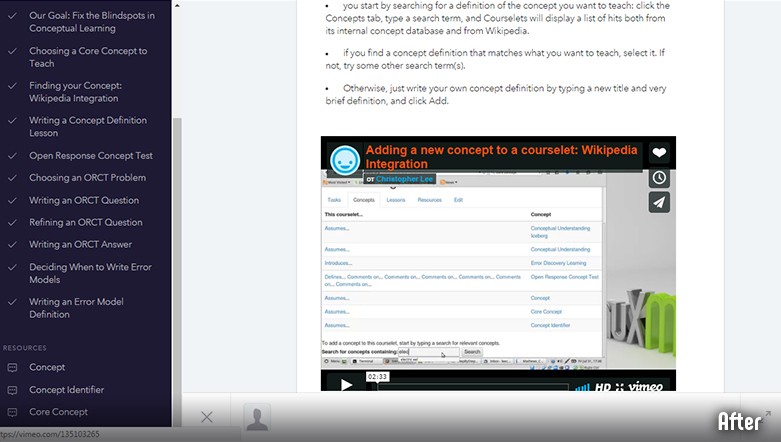 Our Goal: Fix the Blindspots in
Conceptual Learning
Choosing a Core Concept to
Teach
Finding your Concept:
Wikipedia Integration
Writing a Concept Definition
Lesson
Open Response Concept Test
Choosing an ORCT Problem
Writing an ORCT Question
Refining an ORCT Question
Writing an ORCT Answer
Deciding When to Write Error
Models
Writing an Error Model
Definition
RESOURCES
Concept
Concept Identifier
Core Concept
ttps://vimeo.com/135103265
• you start by searching for a definition of the concept you want to teach: click the
Concepts tab, type a search term, and Courselets will display a list of hits both from
its internal concept database and from Wikipedia.
• if you find a concept definition that matches what you want to teach, select it. If
not, try some other search term(s).
• Otherwise, just write your own concept definition by typing a new title and very
brief definition, and click Add.
Adding a new concept to a courselet: Wikipedia
Integration
от Christopher Lee
Tasks Concepts Lessons Resources Edit
This courselet... Concept
Assumes... Conceptual Understanding
Iceberg
Assumes... Conceptual Understanding
Introduces... Error Discovery Learning
Defines... Comments on... Comments on... Comments on... Comments on... Comments Open Response Concept Test
on... Comments on...
Assumes... Concept
Assumes... Core Concept
Assumes... Concept Identifier
To add a concept to this courselet, start by typing a search for relevant concepts.
Search for concepts containing elec Search
02:33
HD vimeo
After